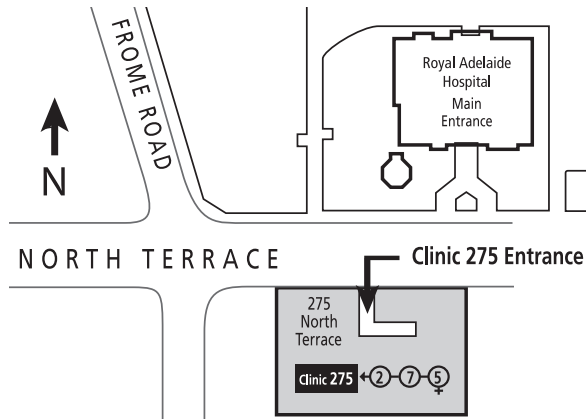 FROME ROAD
Royal Adelaide
Hospital
Main
Entrance
N
NORTH TERRACE
Clinic 275 Entrance
275
North
Terrace
Clinic 275
2 7 5